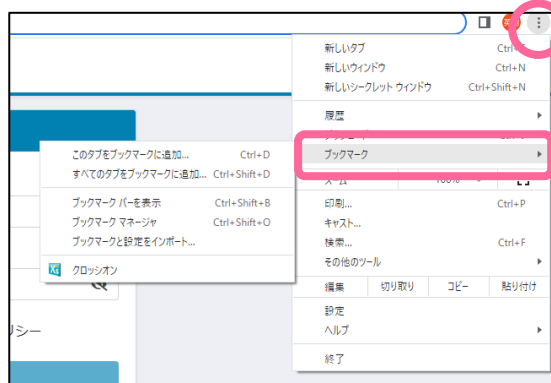 新しいタブ
新しいウィンドウ Ctrl+N
新しいシークレット ウィンドウ Ctrl+Shift+N
履歴
ブックマーク
このタブをブックマークに追加... Ctrl+D
すべてのタブをブックマークに追加... Ctrl+Shift+D
ブックマーク バーを表示 Ctrl+Shift+B
ブックマーク マネージャ Ctrl+Shift+O
ブックマークと設定をインポート...
クロッシオン
印刷... Ctrl+P
キャスト...
検索... Ctrl+F
その他のツール
編集 切り取り コピー 貼り付け
設定
ヘルプ
終了
リシー